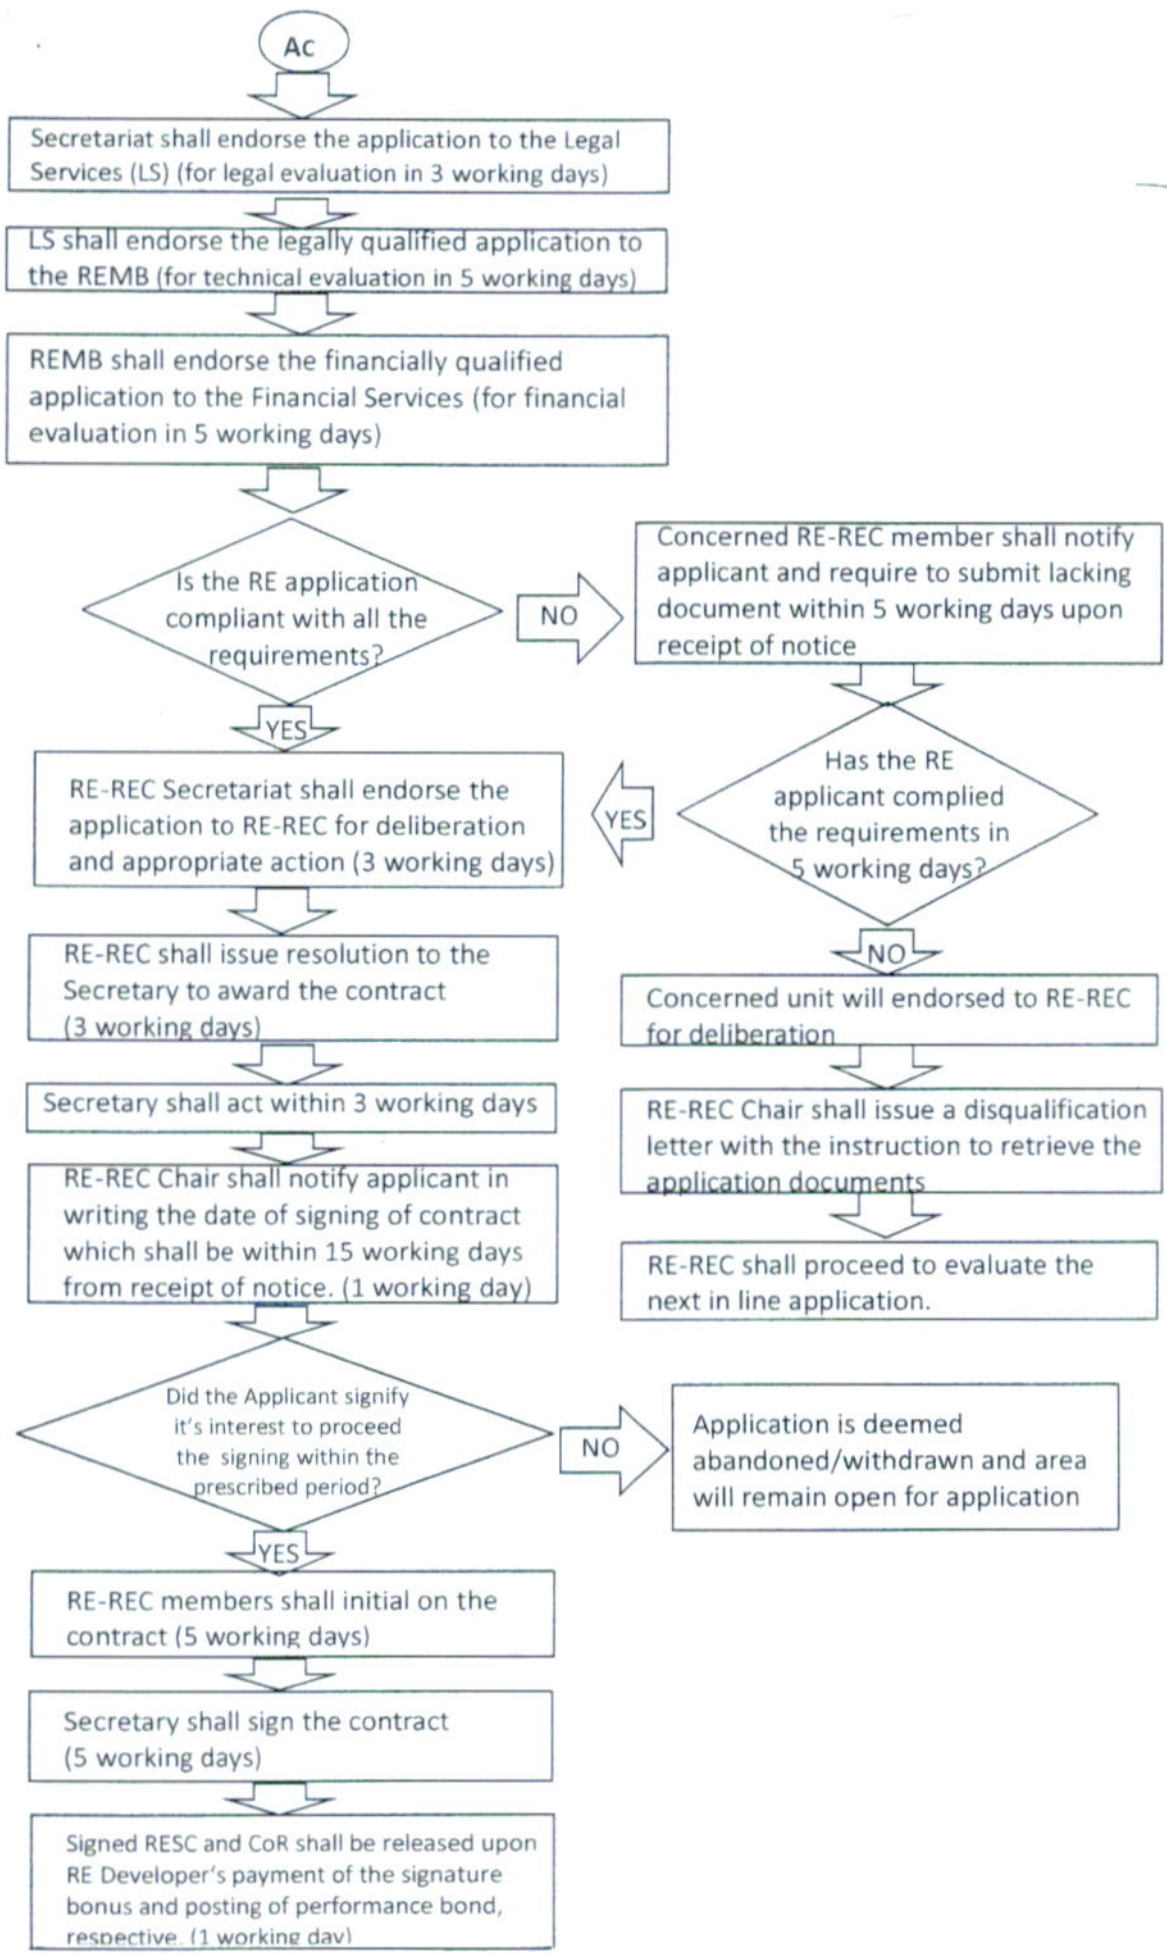 Ac
Secretariat shall endorse the application to the Legal
Services (LS) (for legal evaluation in 3 working days)
LS shall endorse the legally qualified application to
the REMB (for technical evaluation in 5 working days)
REMB shall endorse the financially qualified
application to the Financial Services (for financial
evaluation in 5 working days)
Is the RE application
compliant with all the
requirements?
NO
Concerned RE-REC member shall notify
applicant and require to submit lacking
document within 5 working days upon
receipt of notice
YES
Has the RE
applicant complied
the requirements in
5 working days?
YES
RE-REC Secretariat shall endorse the
application to RE-REC for deliberation
and appropriate action (3 working days)
NO
RE-REC shall issue resolution to the
Secretary to award the contract
(3 working days)
Concerned unit will endorsed to RE-REC
for deliberation
Secretary shall act within 3 working days
RE-REC Chair shall issue a disqualification
letter with the instruction to retrieve the
application documents
RE-REC Chair shall notify applicant in
writing the date of signing of contract
which shall be within 15 working days
from receipt of notice. (1 working day)
RE-REC shall proceed to evaluate the
next in line application.
Did the Applicant signify
it's interest to proceed
the signing within the
prescribed period?
NO
Application is deemed
abandoned/withdrawn and area
will remain open for application
YES
RE-REC members shall initial on the
contract (5 working days)
Secretary shall sign the contract
(5 working days)
Signed RESC and CoR shall be released upon
RE Developer's payment of the signature
bonus and posting of performance bond,
respective. (1 working day)